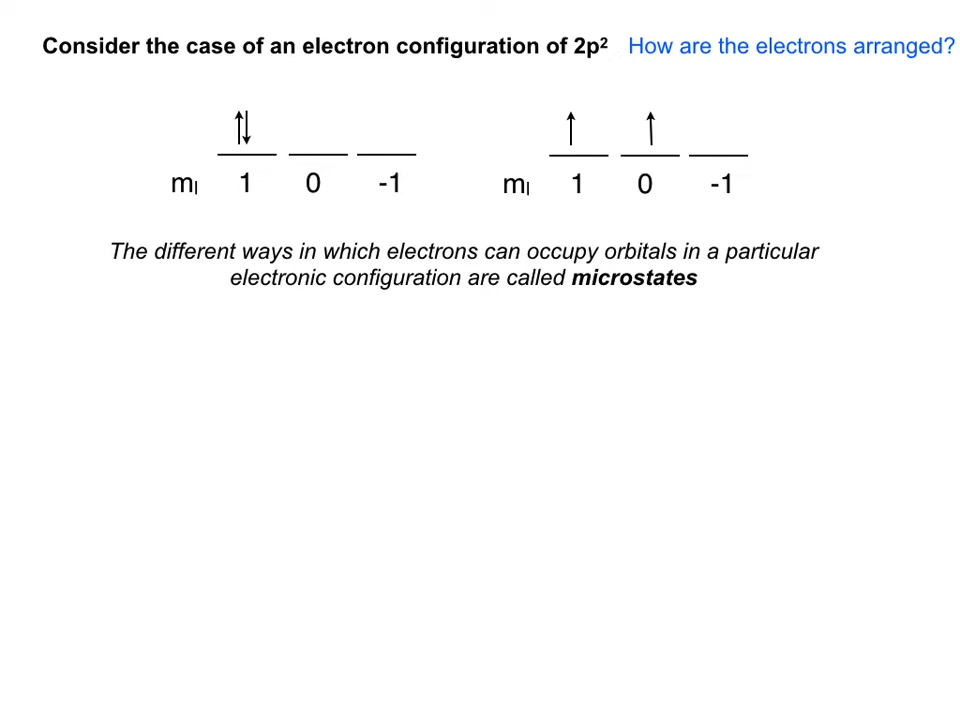 Consider the case of an electron configuration of 2p² How are the electrons arranged?
mₗ 1 0 -1 mₗ 1 0 -1
The different ways in which electrons can occupy orbitals in a particular
electronic configuration are called microstates